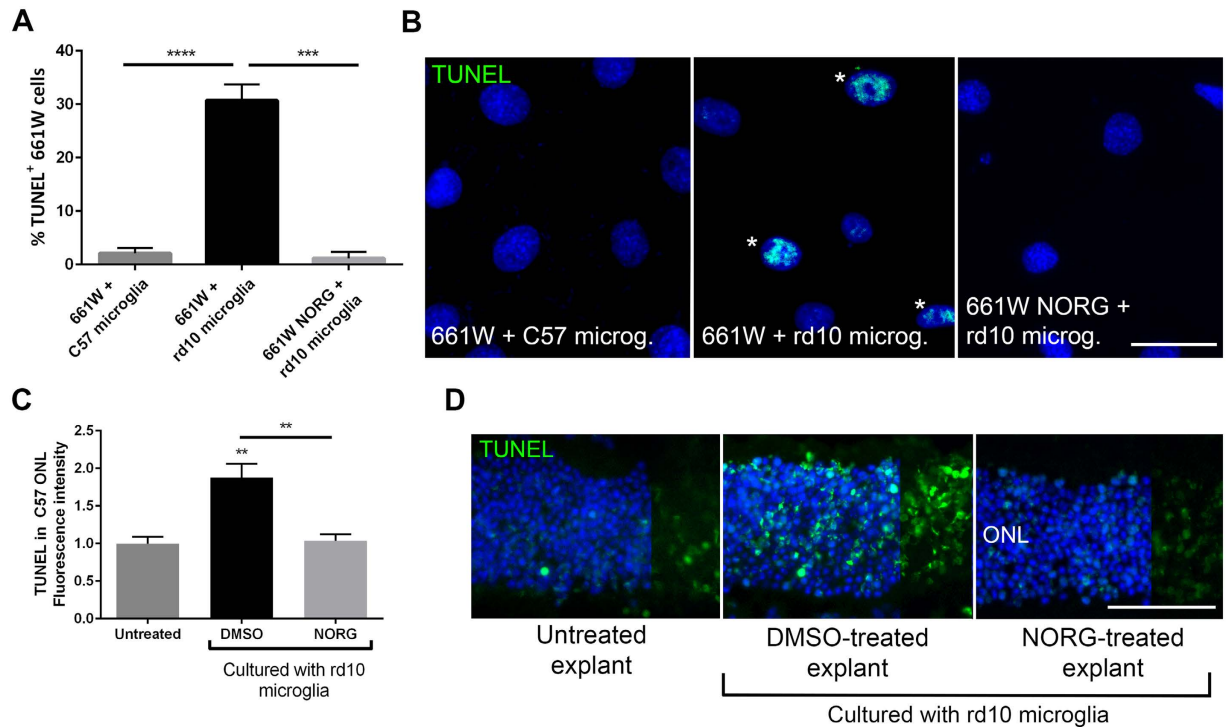 A
% TUNEL+ 661W cells
40
30
20
10
0
****
***
661W +
C57 microglia
661W +
rd10 microglia
661W NORG +
rd10 microglia
B
TUNEL
*
*
*
661W + C57 microg.
661W + rd10 microg.
661W NORG +
rd10 microg.
C
TUNEL in C57 ONL
Fluorescence intensity
2.5
2.0
1.5
1.0
0.5
0.0
**
**
Untreated
DMSO
NORG
Cultured with rd10
microglia
D
TUNEL
ONL
Untreated
explant
DMSO-treated
explant
NORG-treated
explant
Cultured with rd10 microglia